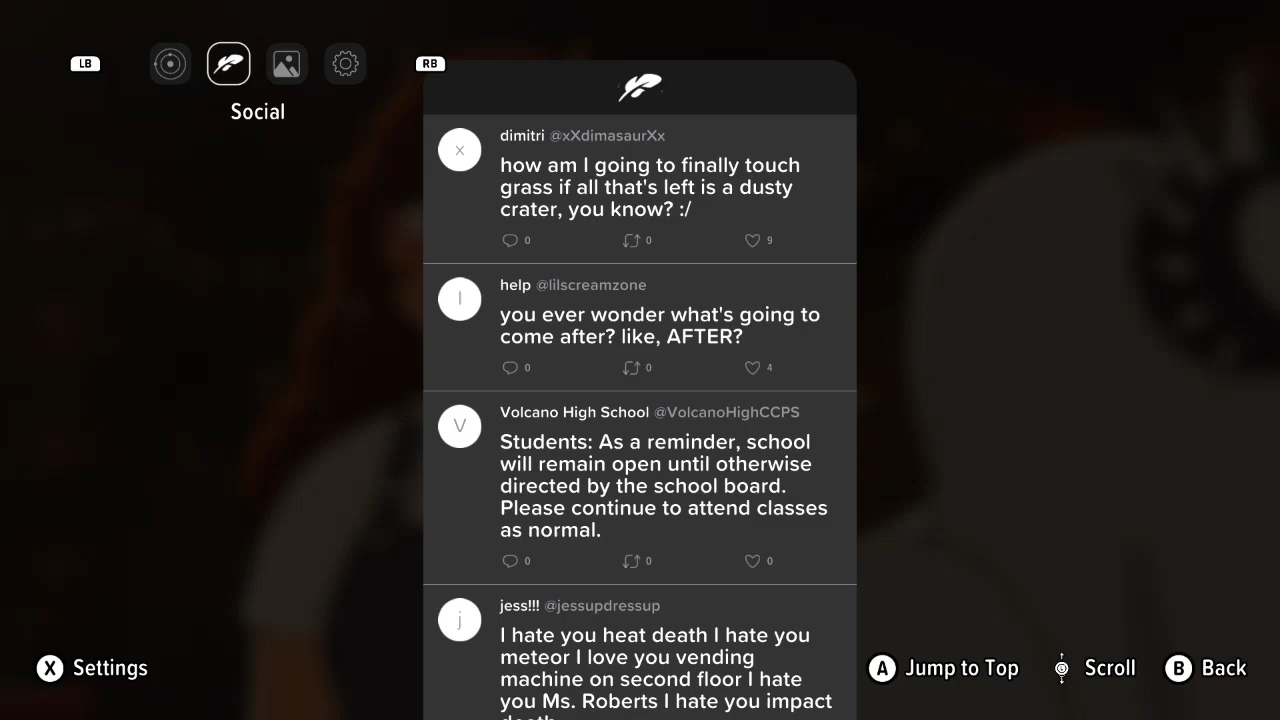 LB
RB
Social
dimitri @xXdimasaurXx
x
how am I going to finally touch
grass if all that's left is a dusty
crater, you know? :/
0 0 9
help @lilscreamzone
l
you ever wonder what's going to
come after? like, AFTER?
0 0 4
Volcano High School @VolcanoHighCCPS
V
Students: As a reminder, school
will remain open until otherwise
directed by the school board.
Please continue to attend classes
as normal.
0 0 0
jess!!! @jessupdressup
j
I hate you heat death I hate you
meteor I love you vending
machine on second floor I hate
you Ms. Roberts I hate you impact
death
X Settings
A Jump to Top
Scroll
B Back